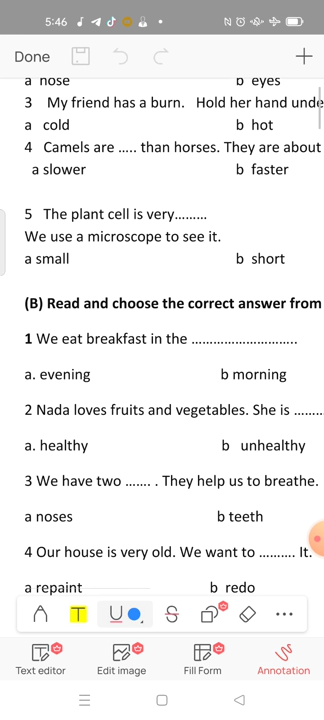 5:46
Done
a nose b eyes
3 My friend has a burn. Hold her hand unde
a cold b hot
4 Camels are ..... than horses. They are about
a slower b faster
5 The plant cell is very.........
We use a microscope to see it.
a small b short
(B) Read and choose the correct answer from
1 We eat breakfast in the ..............................
a. evening b morning
2 Nada loves fruits and vegetables. She is ........
a. healthy b unhealthy
3 We have two ....... . They help us to breathe.
a noses b teeth
4 Our house is very old. We want to .......... It.
a repaint b redo
T U S
Text editor Edit image Fill Form Annotation